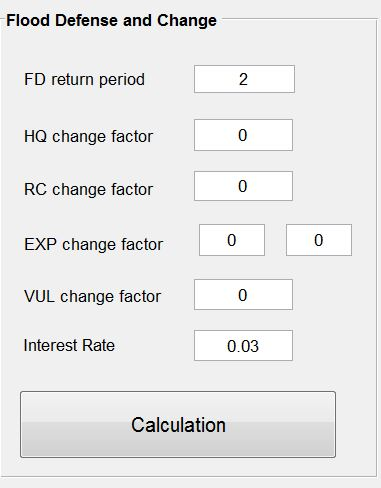 Flood Defense and Change
FD return period 2
HQ change factor 0
RC change factor 0
EXP change factor 0 0
VUL change factor 0
Interest Rate 0.03
Calculation